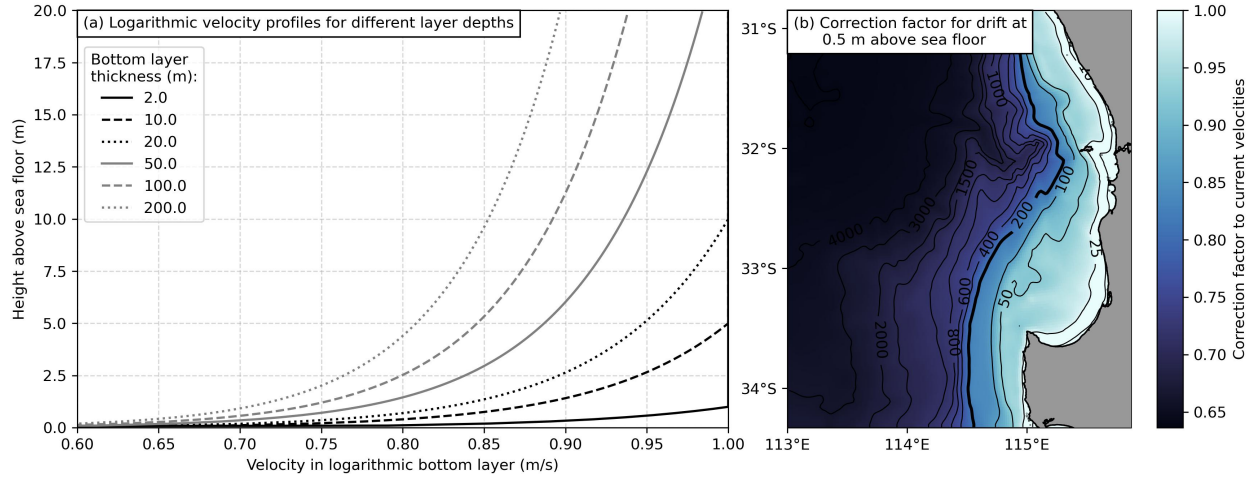 (a) Logarithmic velocity profiles for different layer depths
Bottom layer
thickness (m):
2.0
10.0
20.0
50.0
100.0
200.0
20.0
17.5
15.0
12.5
10.0
7.5
5.0
2.5
0.0
Height above sea floor (m)
0.60
0.65
0.70
0.75
0.80
0.85
0.90
0.95
1.00
Velocity in logarithmic bottom layer (m/s)
(b) Correction factor for drift at
0.5 m above sea floor
31°S
32°S
33°S
34°S
113°E
114°E
115°E
1000
1500
3000
4000
100
200
400
25
600
50
800
2000
1.00
0.95
0.90
0.85
0.80
0.75
0.70
0.65
Correction factor to current velocities